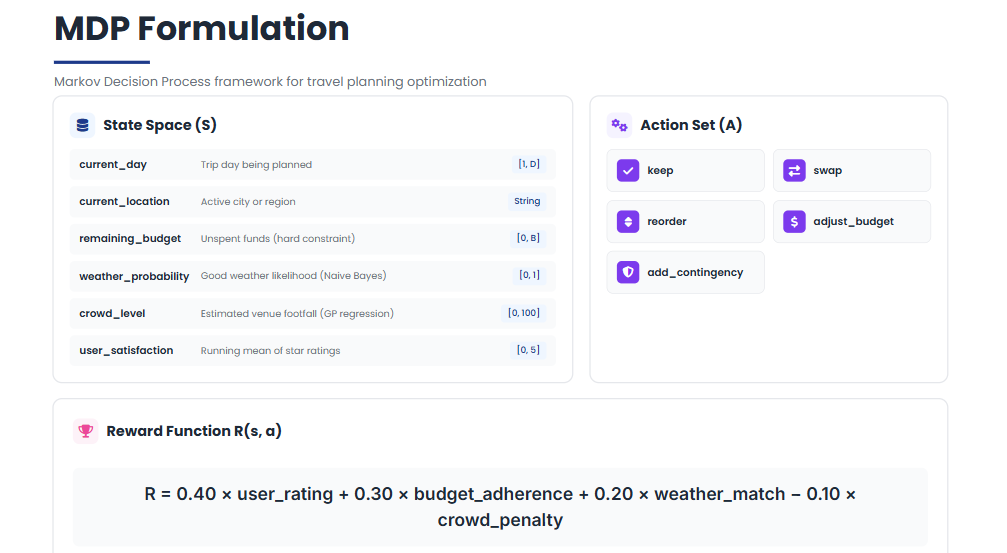 MDP Formulation
Markov Decision Process framework for travel planning optimization
State Space (S)
current_day Trip day being planned [1, D]
current_location Active city or region String
remaining_budget Unspent funds (hard constraint) [0, B]
weather_probability Good weather likelihood (Naive Bayes) [0, 1]
crowd_level Estimated venue footfall (GP regression) [0, 100]
user_satisfaction Running mean of star ratings [0, 5]
Action Set (A)
keep swap
reorder adjust_budget
add_contingency
Reward Function R(s, a)
R = 0.40 × user_rating + 0.30 × budget_adherence + 0.20 × weather_match − 0.10 ×
crowd_penalty